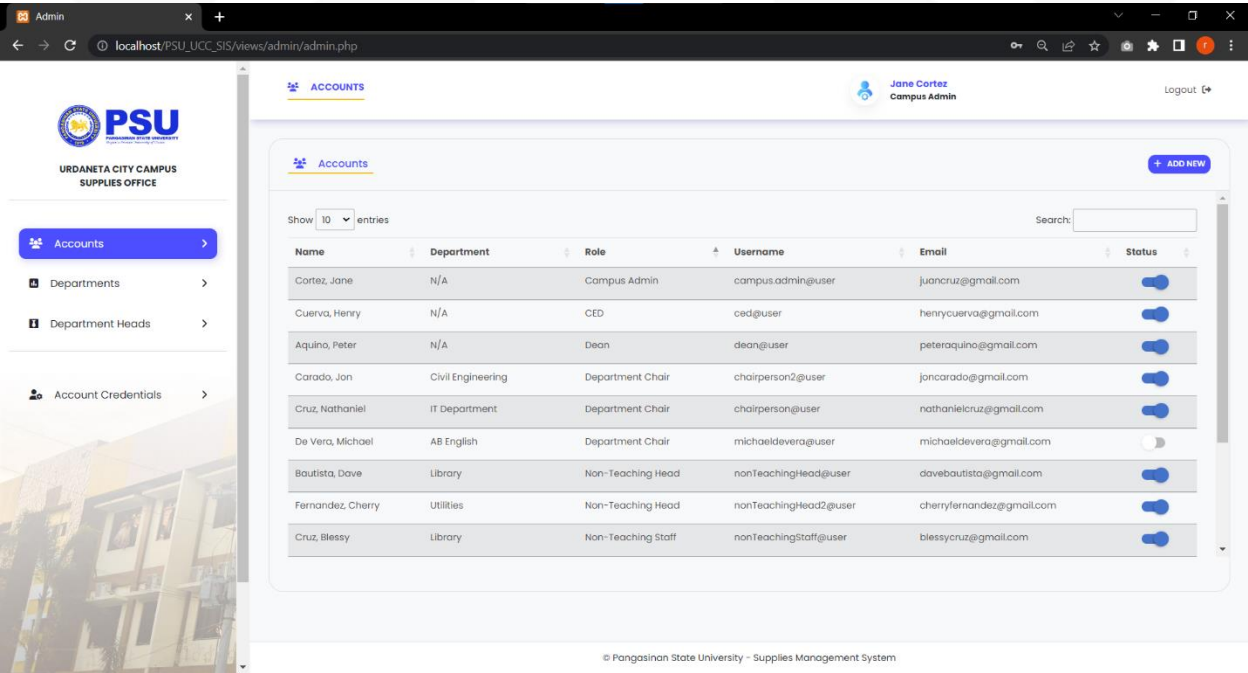 Admin
localhost/PSU_UCC_SIS/views/admin/admin.php
r
PSU
PANGASINAN STATE UNIVERSITY
URDANETA CITY CAMPUS
SUPPLIES OFFICE
Accounts
Departments
Department Heads
Account Credentials
ACCOUNTS
Jane Cortez
Campus Admin
Logout
Accounts
+ ADD NEW
Show 10 entries
Search:
Name Department Role Username Email Status
Cortez, Jane N/A Campus Admin campus.admin@user juancruz@gmail.com
Cuerva, Henry N/A CED ced@user henrycuerva@gmail.com
Aquino, Peter N/A Dean dean@user peteraquino@gmail.com
Carado, Jon Civil Engineering Department Chair chairperson2@user joncarado@gmail.com
Cruz, Nathaniel IT Department Department Chair chairperson@user nathanielcruz@gmail.com
De Vera, Michael AB English Department Chair michaeldevera@user michaeldevera@gmail.com
Bautista, Dave Library Non-Teaching Head nonTeachingHead@user davebautista@gmail.com
Fernandez, Cherry Utilities Non-Teaching Head nonTeachingHead2@user cherryfernandez@gmail.com
Cruz, Blessy Library Non-Teaching Staff nonTeachingStaff@user blessycruz@gmail.com
© Pangasinan State University - Supplies Management System